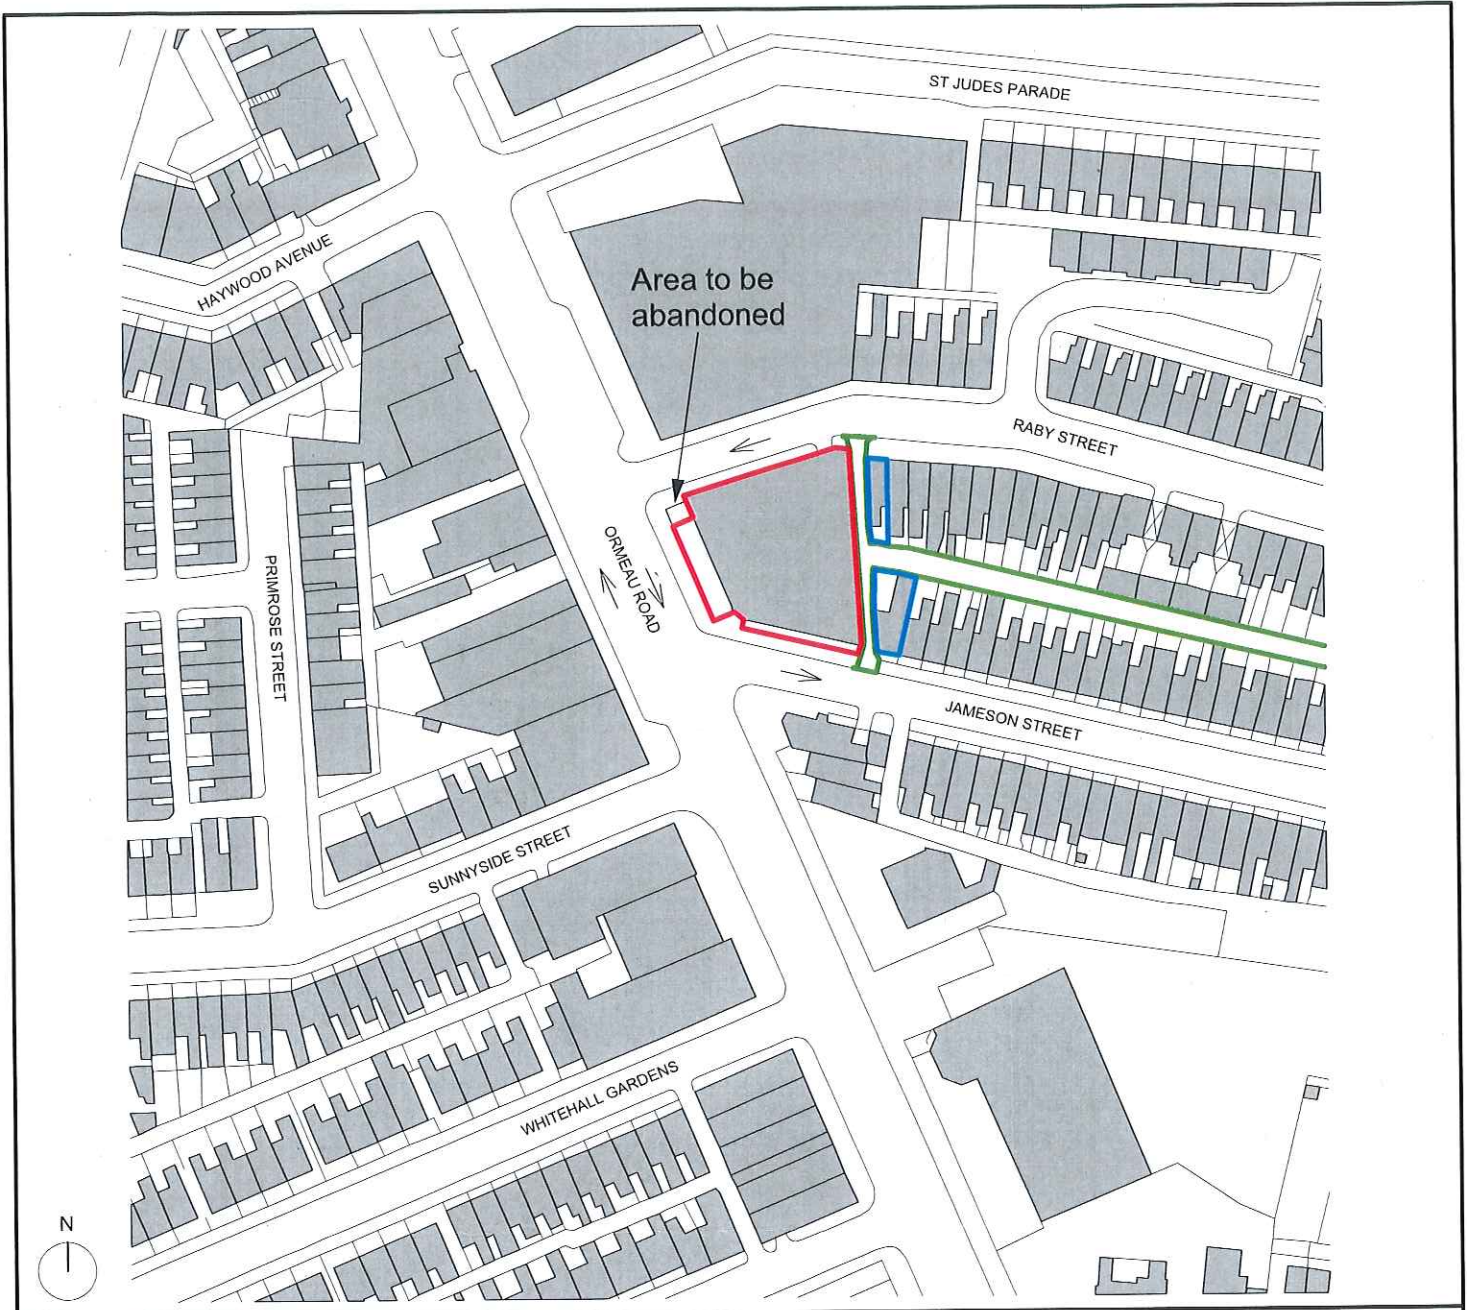 ST JUDES PARADE
HAYWOOD AVENUE
Area to be
abandoned
RABY STREET
ORMEAU ROAD
PRIMROSE STREET
JAMESON STREET
SUNNYSIDE STREET
WHITEHALL GARDENS
N